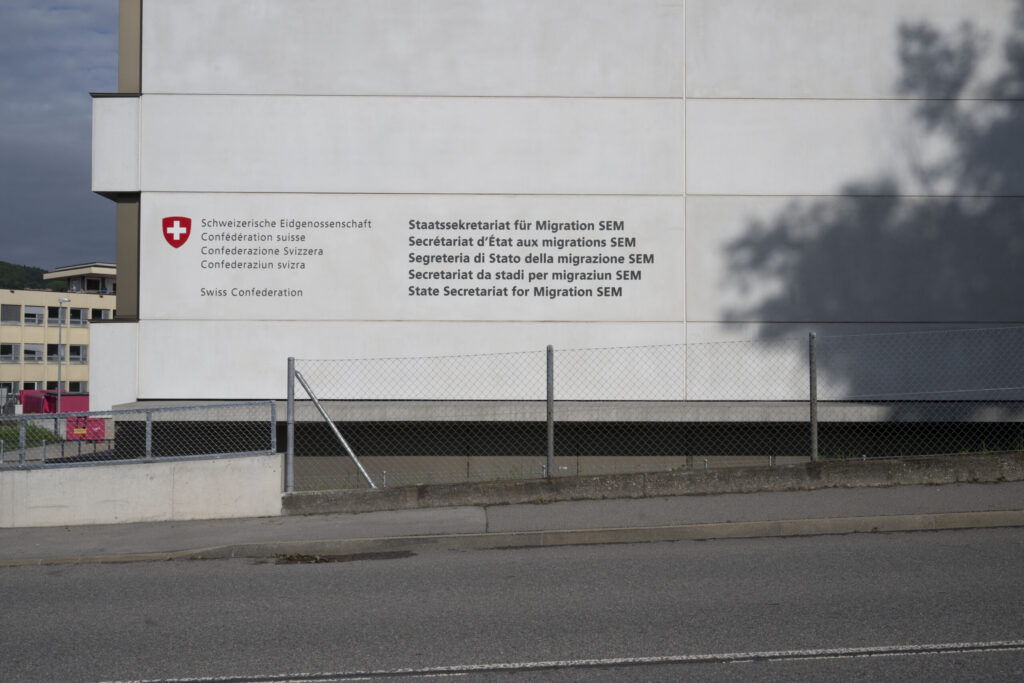 Schweizerische Eidgenossenschaft
Confédération suisse
Confederazione Svizzera
Confederaziun svizra
Swiss Confederation
Staatssekretariat für Migration SEM
Secrétariat d'État aux migrations SEM
Segreteria di Stato della migrazione SEM
Secretariat da stadi per migraziun SEM
State Secretariat for Migration SEM